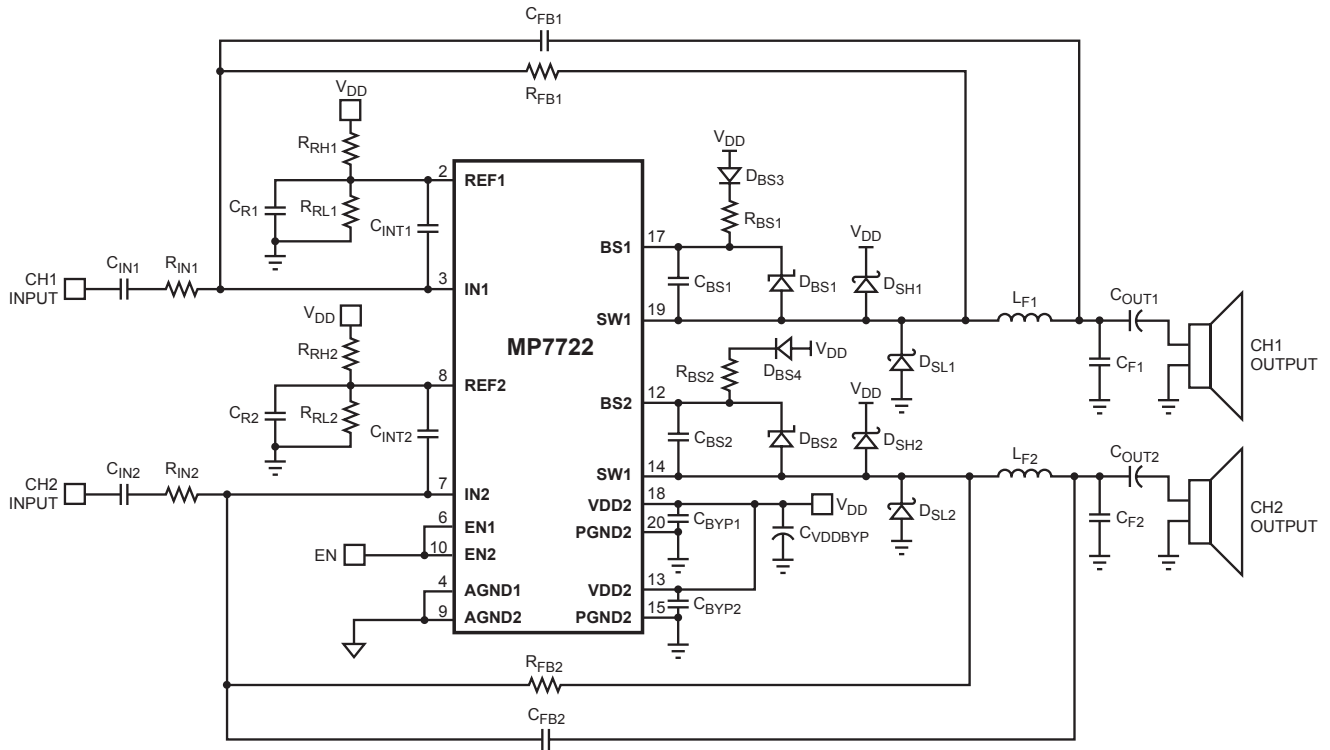 CFB1
RFB1
VDD
RRH1
2
REF1
CR1
RRL1
CINT1
CIN1
RIN1
CH1
INPUT
3
IN1
VDD
RRH2
8
REF2
CR2
RRL2
CINT2
CIN2
RIN2
CH2
INPUT
7
IN2
6
EN1
EN
10
EN2
4
AGND1
9
AGND2
MP7722
VDD
DBS3
RBS1
17
BS1
CBS1
DBS1
VDD
DSH1
19
SW1
DSL1
LF1
COUT1
CF1
CH1
OUTPUT
RBS2
DBS4
VDD
12
BS2
CBS2
DBS2
VDD
DSH2
14
SW1
DSL2
LF2
COUT2
CF2
CH2
OUTPUT
18
VDD2
VDD
CBYP1
20
PGND2
CVDDBYP
13
VDD2
CBYP2
15
PGND2
RFB2
CFB2